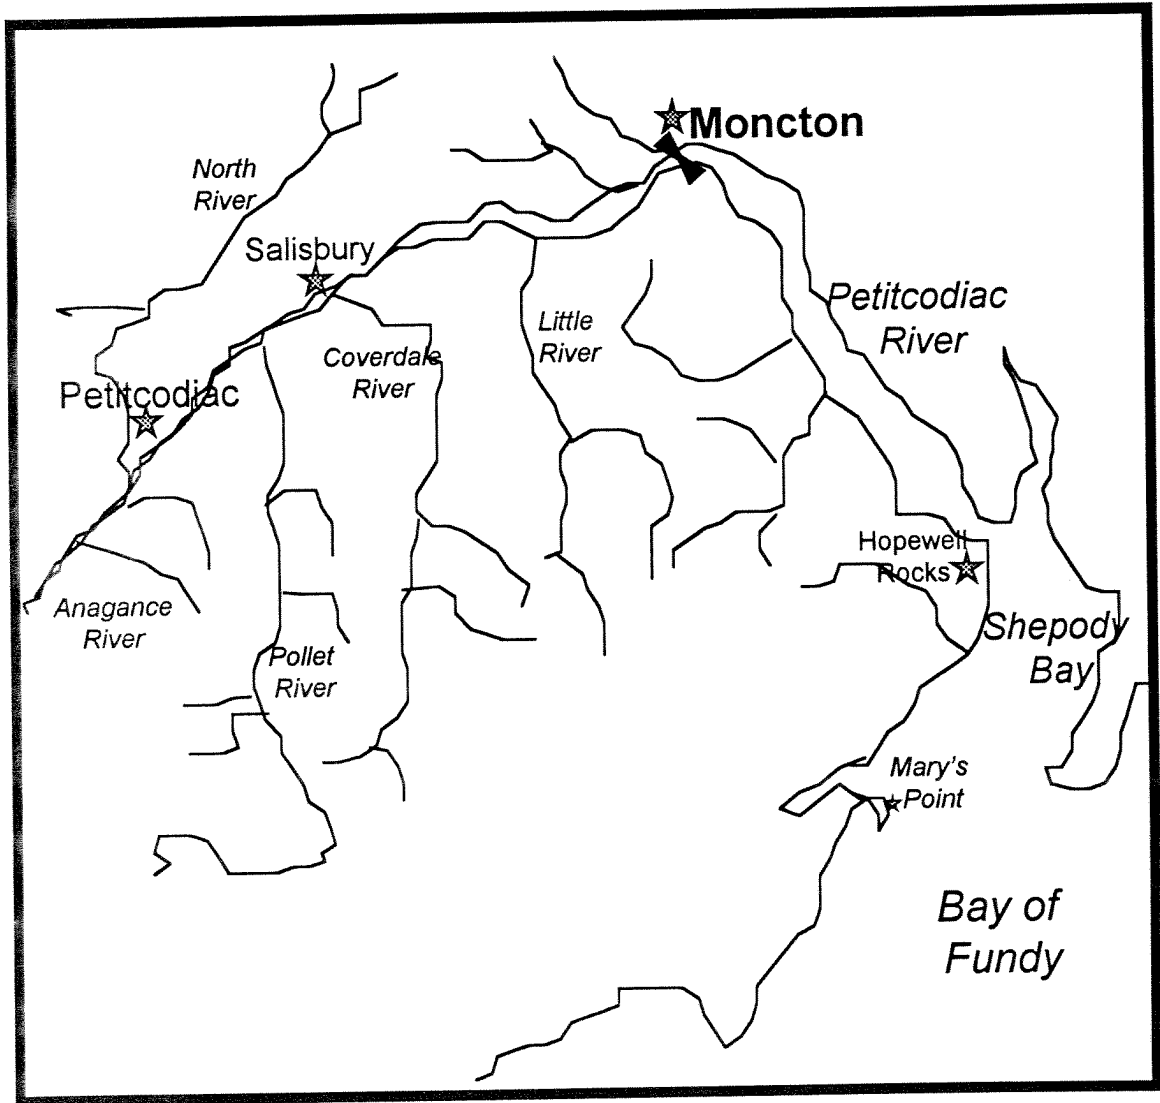 Moncton
North
River
Salisbury
Petitcodiac
River
Little
River
Coverdale
River
Petitcodiac
Hopewell
Rocks
Anagance
River
Shepody
Bay
Pollet
River
Mary's
Point
Bay of
Fundy